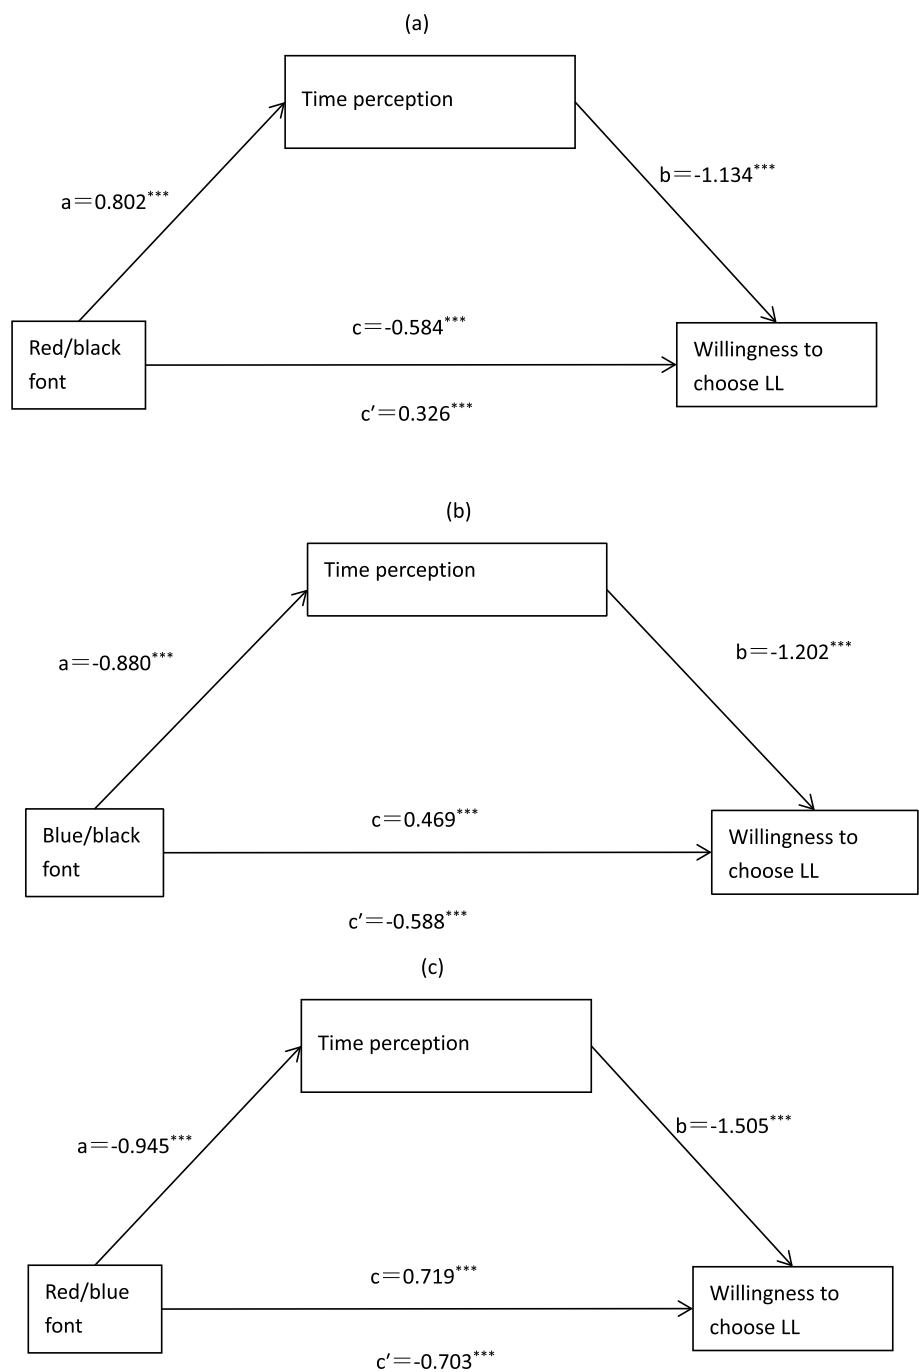 (a)
Time perception
a＝0.802***
b＝-1.134***
c＝-0.584***
Red/black
font
Willingness to
choose LL
c′＝0.326***
(b)
Time perception
a＝-0.880***
b＝-1.202***
c＝0.469***
Blue/black
font
Willingness to
choose LL
c′＝-0.588***
(c)
Time perception
a＝-0.945***
b＝-1.505***
c＝0.719***
Red/blue
font
Willingness to
choose LL
c′＝-0.703***